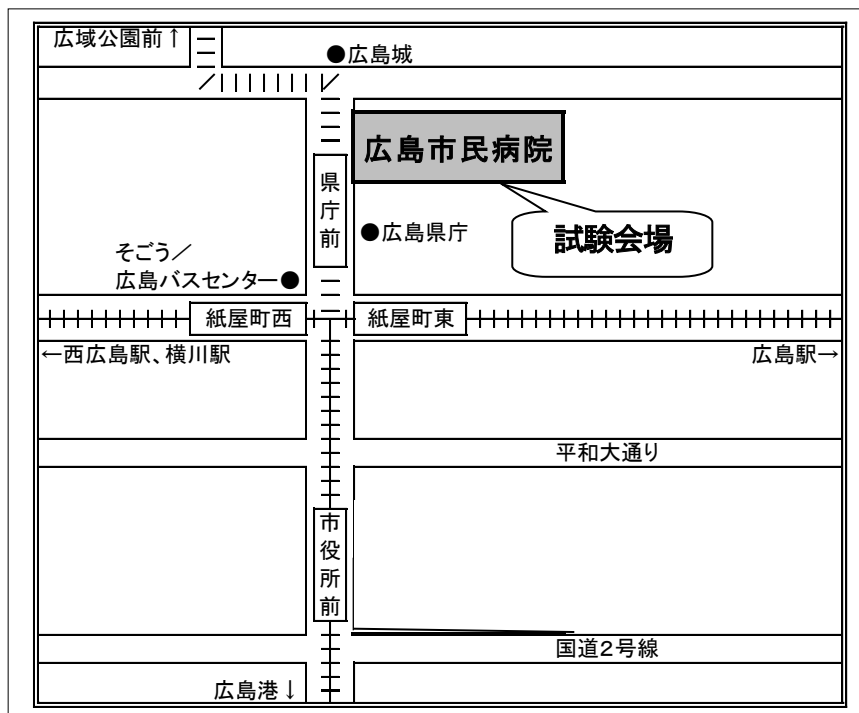 広域公園前↑
●広島城
広島市民病院
県庁前
●広島県庁
試験会場
そごう／
広島バスセンター●
紙屋町西
紙屋町東
←西広島駅、横川駅
広島駅→
平和大通り
市役所前
国道2号線
広島港↓